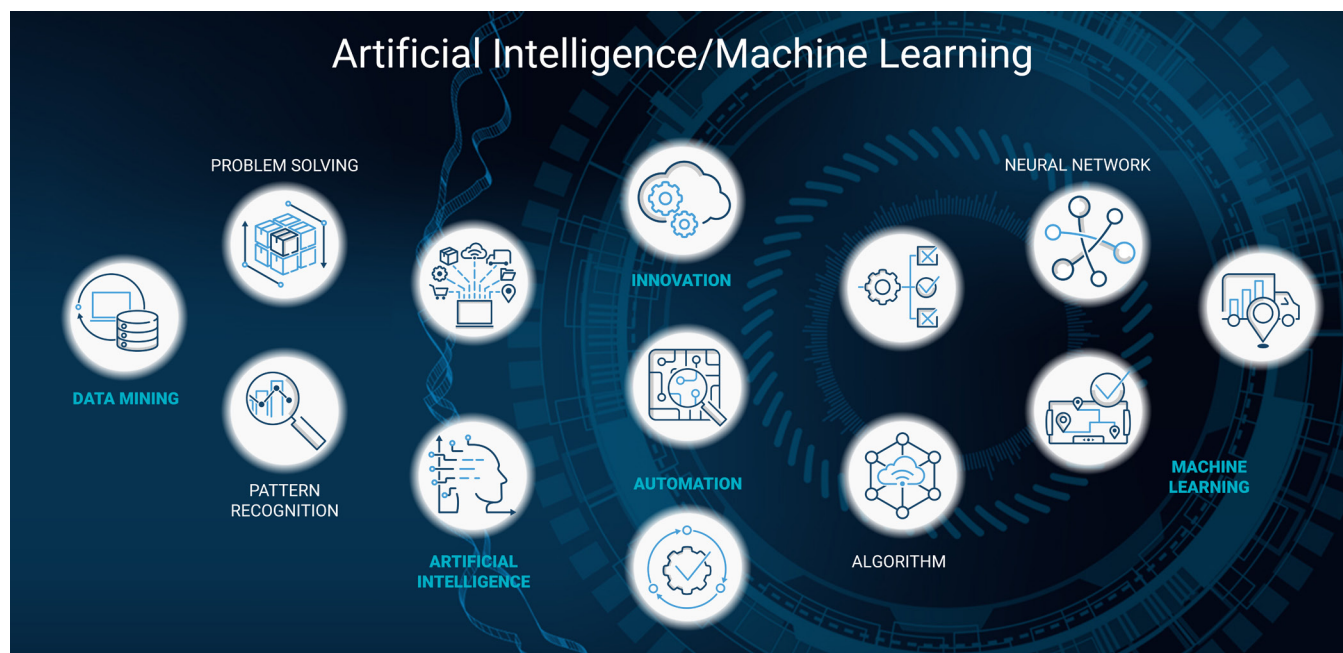 Artificial Intelligence/Machine Learning
PROBLEM SOLVING
NEURAL NETWORK
INNOVATION
DATA MINING
MACHINE
LEARNING
AUTOMATION
PATTERN
RECOGNITION
ARTIFICIAL
INTELLIGENCE
ALGORITHM